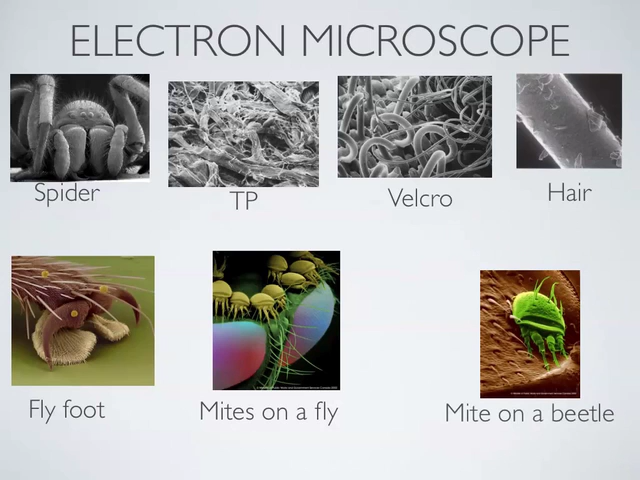 ELECTRON MICROSCOPE
Spider
TP
Velcro
Hair
Fly foot
Mites on a fly
Mite on a beetle